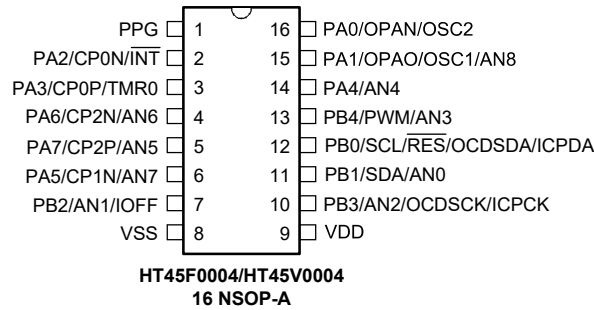 PPG 1 16 PA0/OPAN/OSC2
PA2/CP0N/INT 2 15 PA1/OPAO/OSC1/AN8
PA3/CP0P/TMR0 3 14 PA4/AN4
PA6/CP2N/AN6 4 13 PB4/PWM/AN3
PA7/CP2P/AN5 5 12 PB0/SCL/RES/OCDSDA/ICPDA
PA5/CP1N/AN7 6 11 PB1/SDA/AN0
PB2/AN1/IOFF 7 10 PB3/AN2/OCDSCK/ICPCK
VSS 8 9 VDD
HT45F0004/HT45V0004
16 NSOP-A